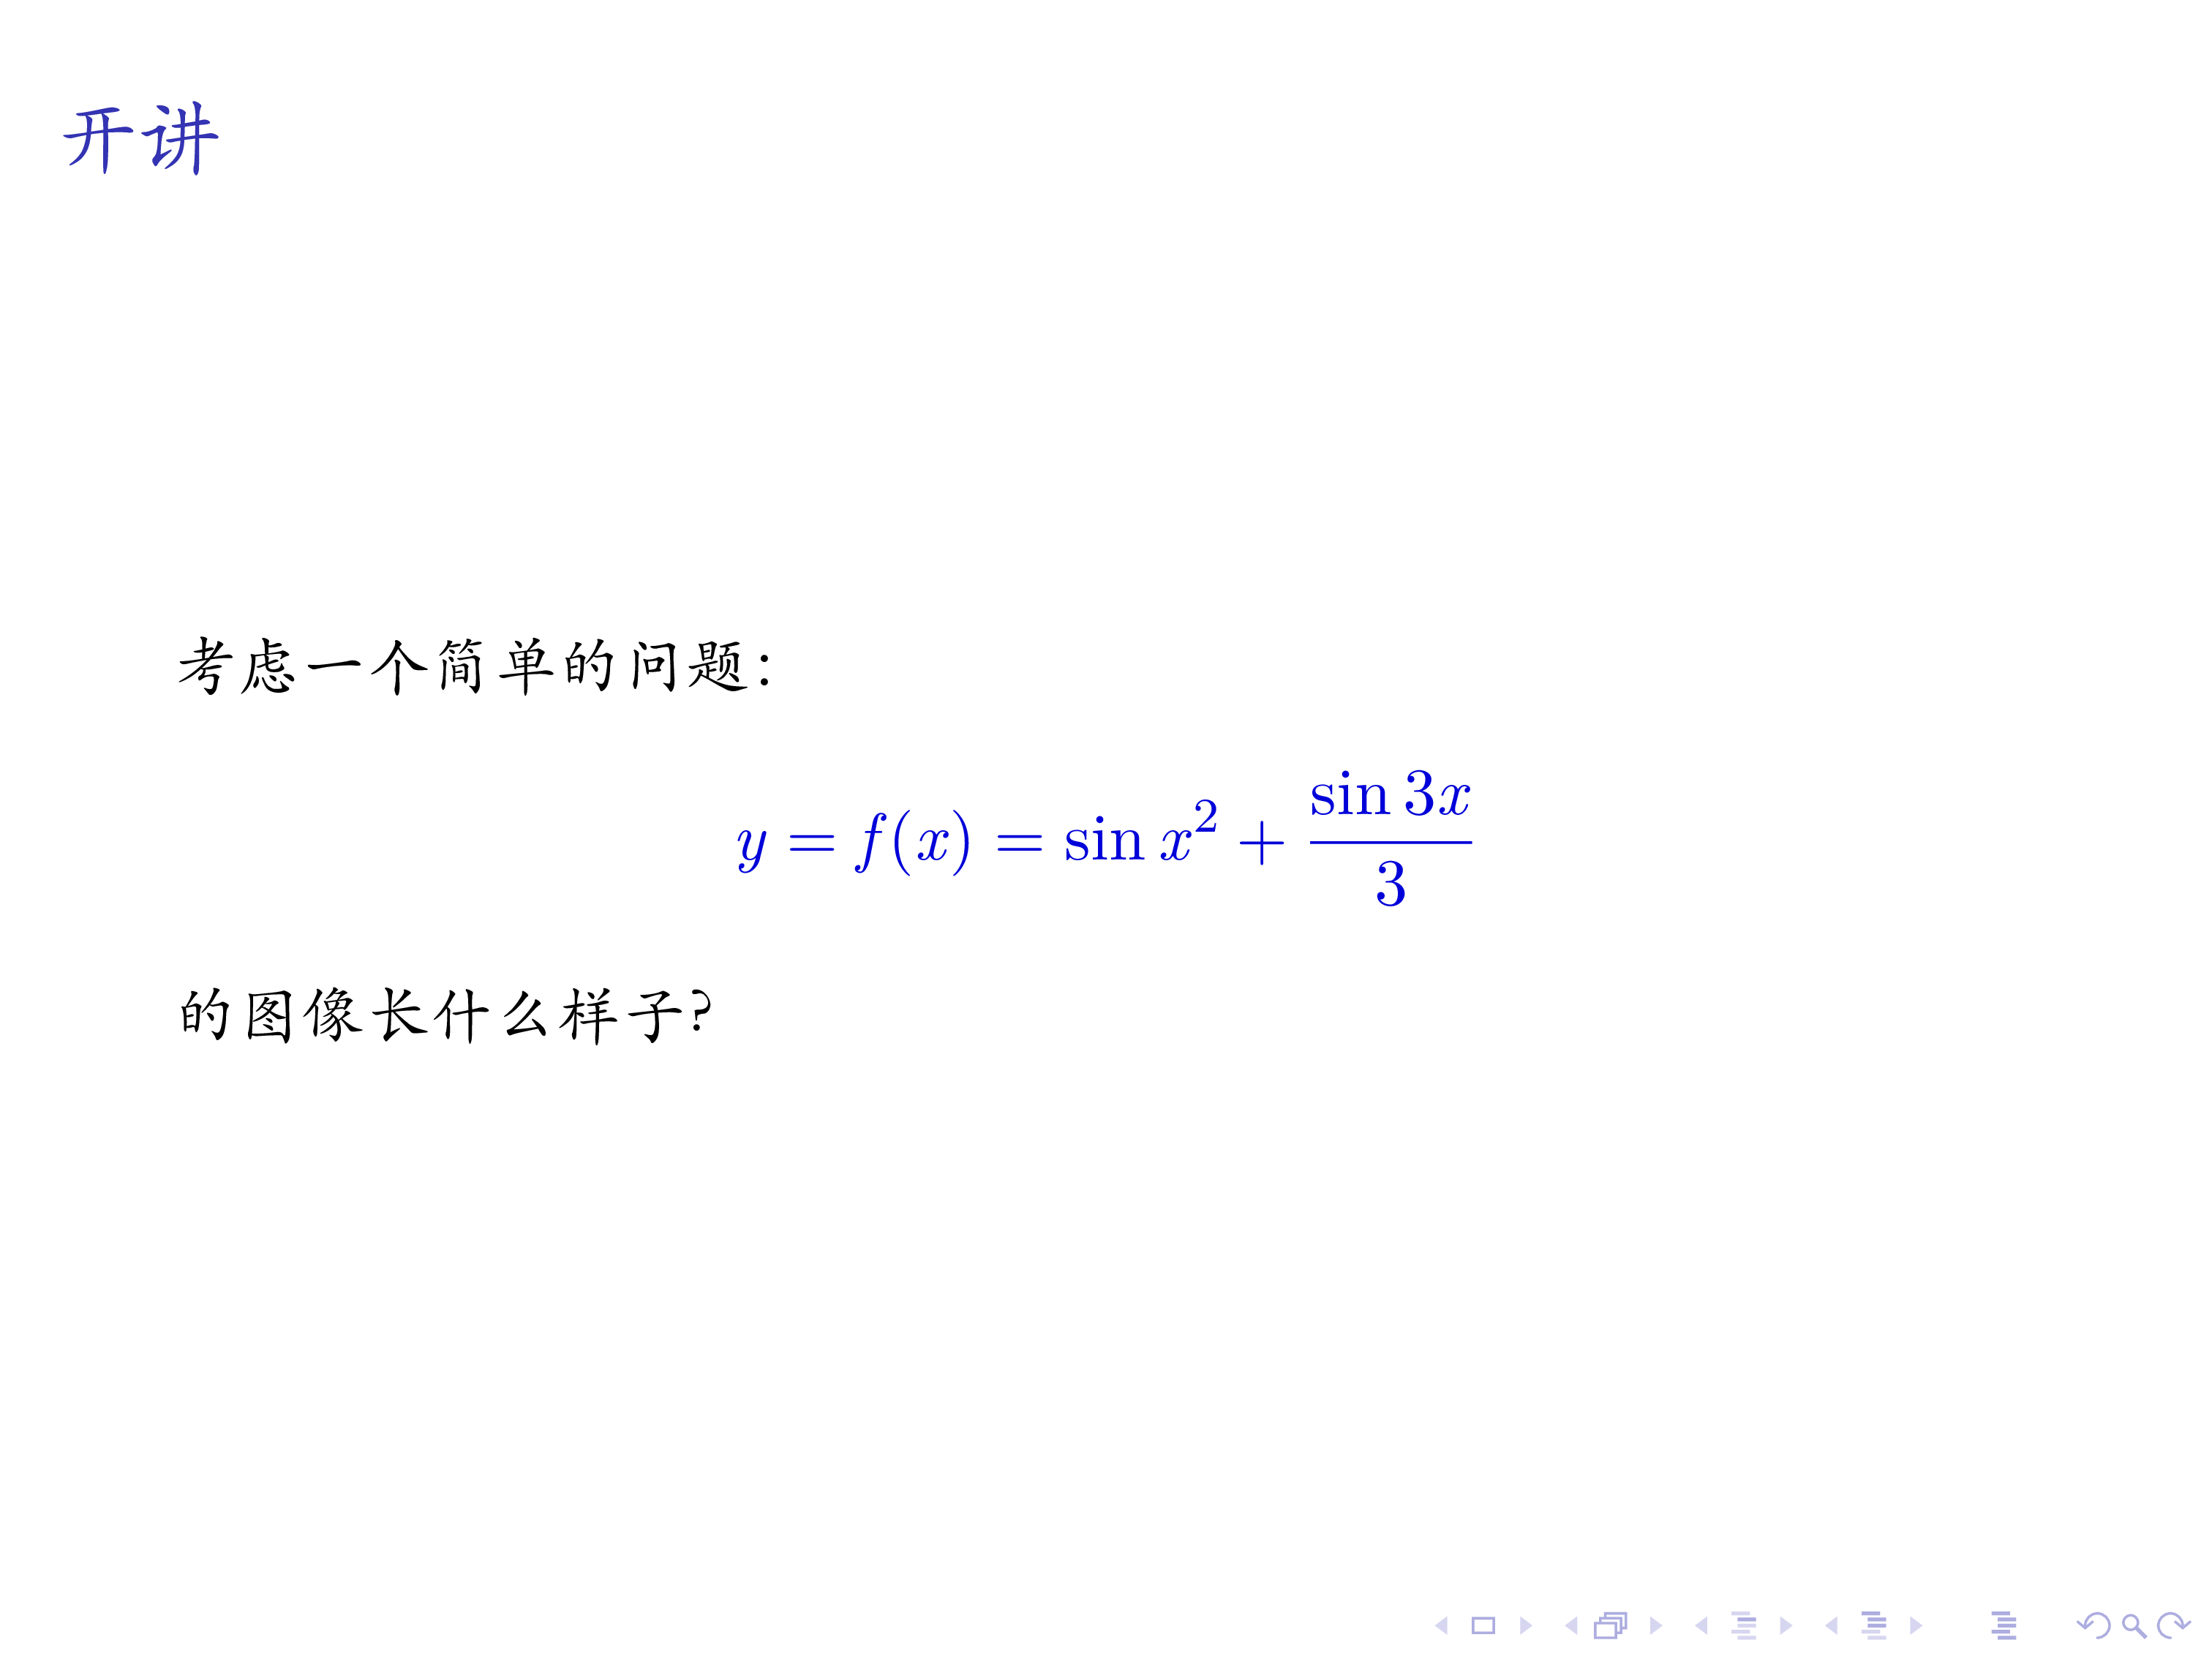 开讲
考虑一个简单的问题：
y = f(x) = sin x² + \frac{sin 3x}{3}
的图像长什么样子？